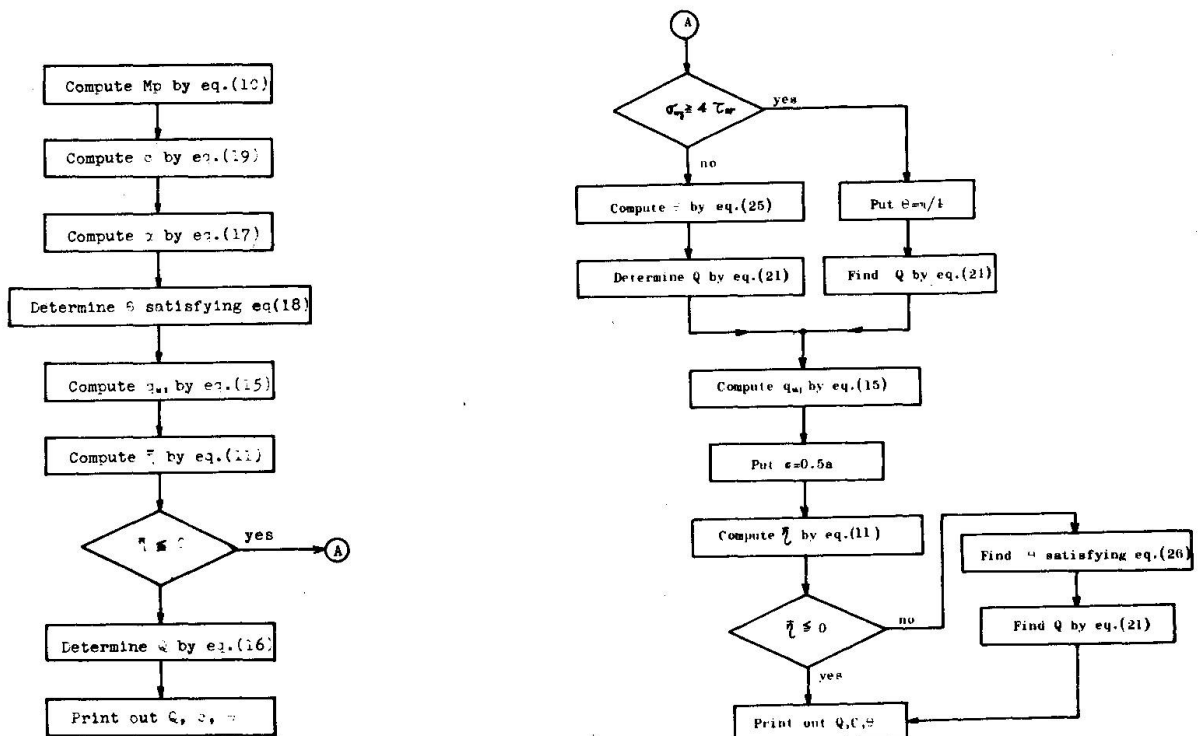 Compute Mp by eq.(10)
Compute c by eq.(19)
Compute α by eq.(17)
Determine θ satisfying eq(18)
Compute by eq.(15)
Compute η̄ by eq.(11)
η̄ ≦ 0
yes
A
Determine Q by eq.(16)
Print out Q, c,
A
≧ 4
yes
no
Compute by eq.(25)
Put θ=π/4
Determine Q by eq.(21)
Find Q by eq.(21)
Compute by eq.(15)
Put c=0.5a
Compute η̄ by eq.(11)
Find satisfying eq.(26)
η̄ ≦ 0
no
Find Q by eq.(21)
yes
Print out Q,C,θ